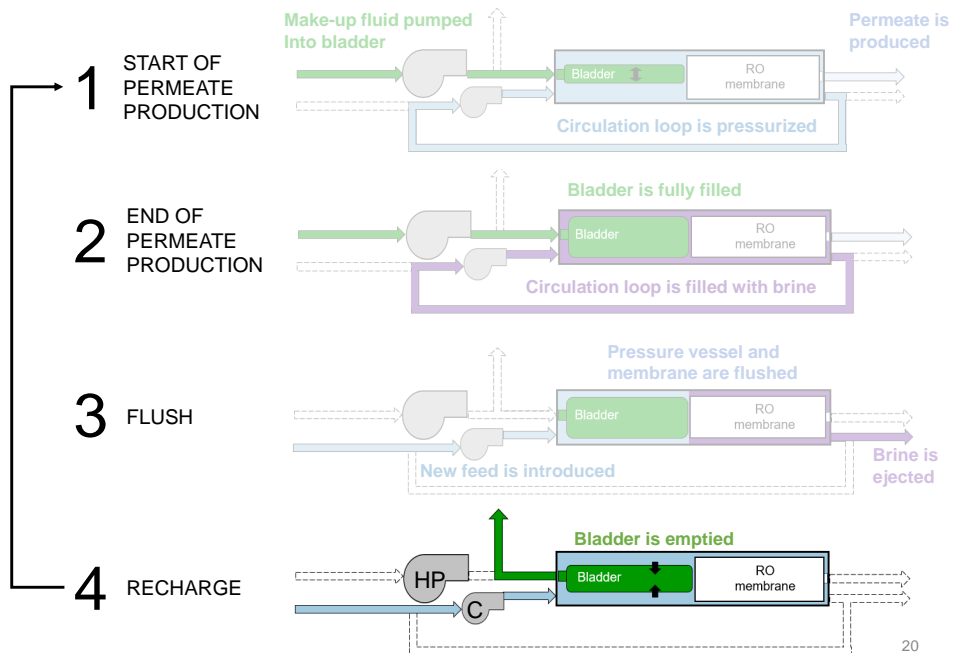 Make-up fluid pumped
Into bladder
Permeate is
produced
1
START OF
PERMEATE
PRODUCTION
Bladder
RO
membrane
Circulation loop is pressurized
2
END OF
PERMEATE
PRODUCTION
Bladder is fully filled
Bladder
RO
membrane
Circulation loop is filled with brine
3
FLUSH
Pressure vessel and
membrane are flushed
Bladder
RO
membrane
New feed is introduced
Brine is
ejected
4
RECHARGE
Bladder is emptied
HP
C
Bladder
RO
membrane
20